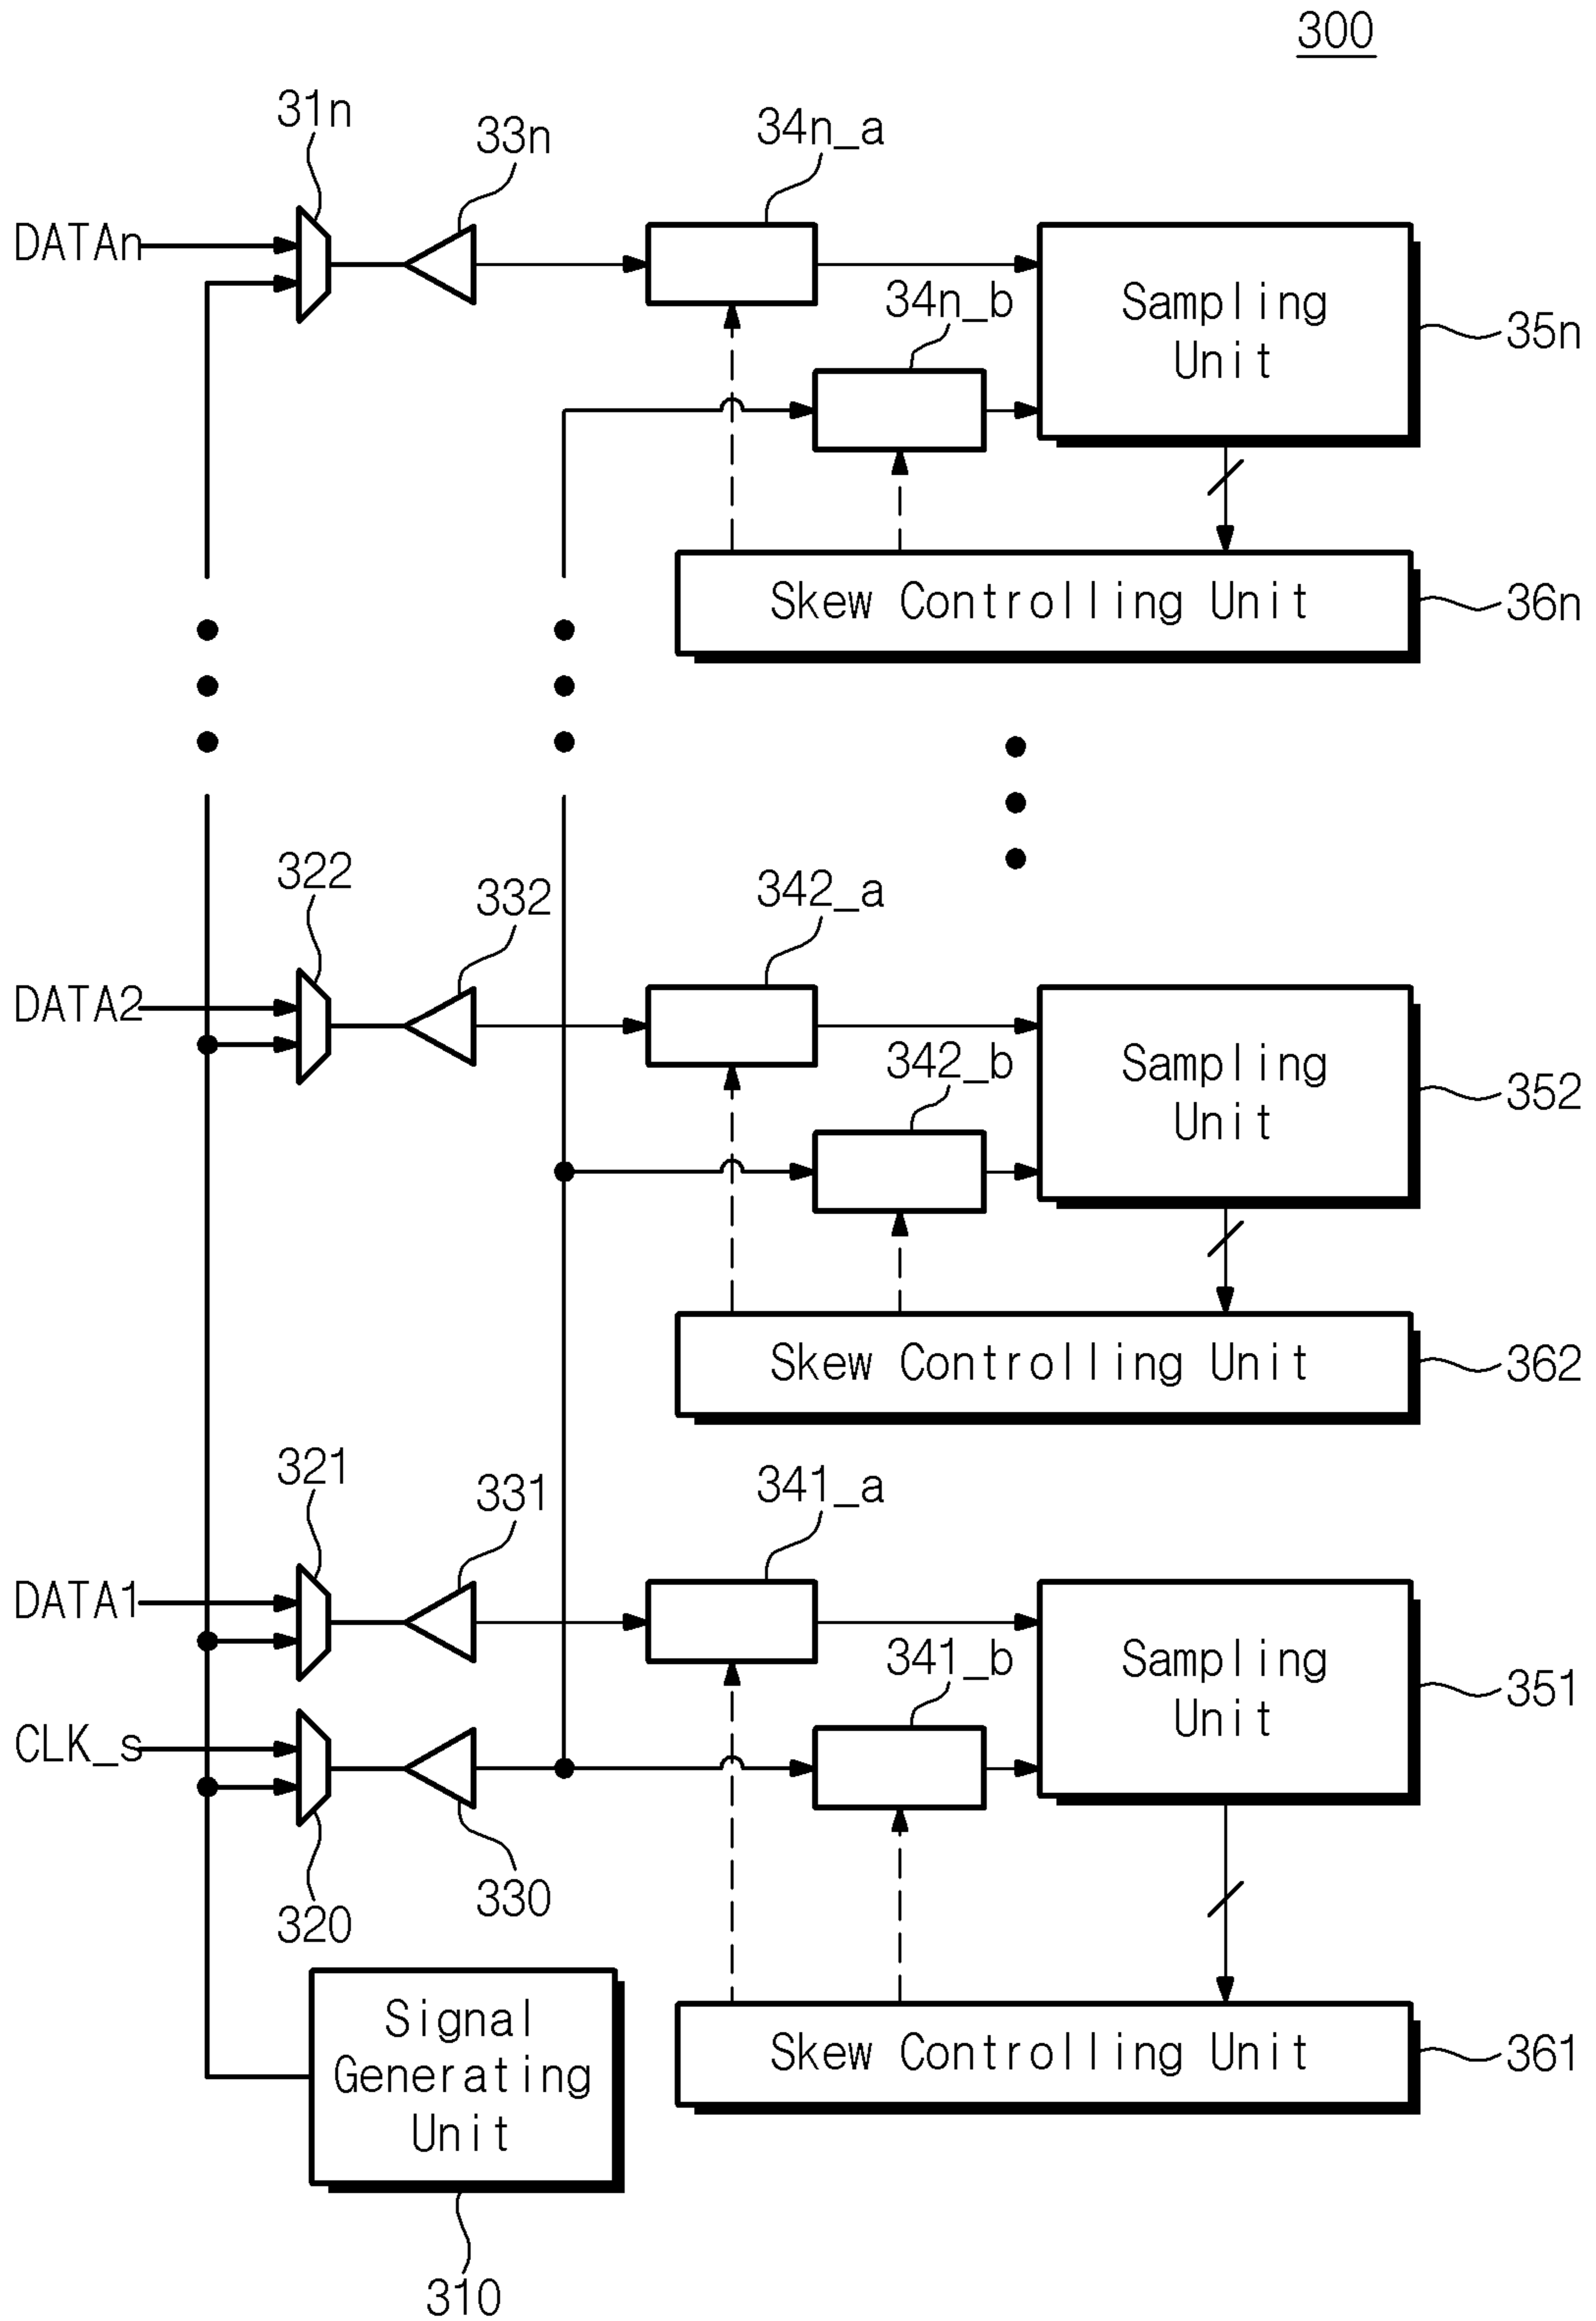 300
31n
33n
34n_a
DATAn
34n_b
Sampling
Unit
35n
Skew Controlling Unit
36n
322
332
342_a
DATA2
342_b
Sampling
Unit
352
Skew Controlling Unit
362
321
331
341_a
DATA1
341_b
Sampling
Unit
351
CLK_s
320
330
Signal
Generating
Unit
Skew Controlling Unit
361
310